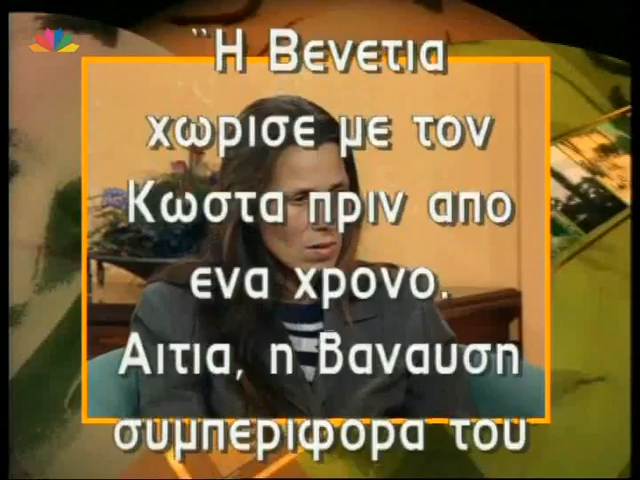 ¨Η Βενετια
χωρισε με τον
Κωστα πριν απο
ενα χρονο.
Αιτια, η Βαναυση
συμπεριφορα του